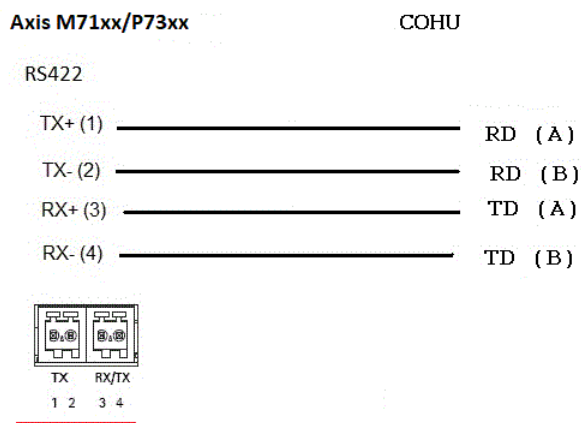 Axis M71xx/P73xx COHU
RS422
TX+ (1) RD (A)
TX- (2) RD (B)
RX+ (3) TD (A)
RX- (4) TD (B)
TX RX/TX
1 2 3 4